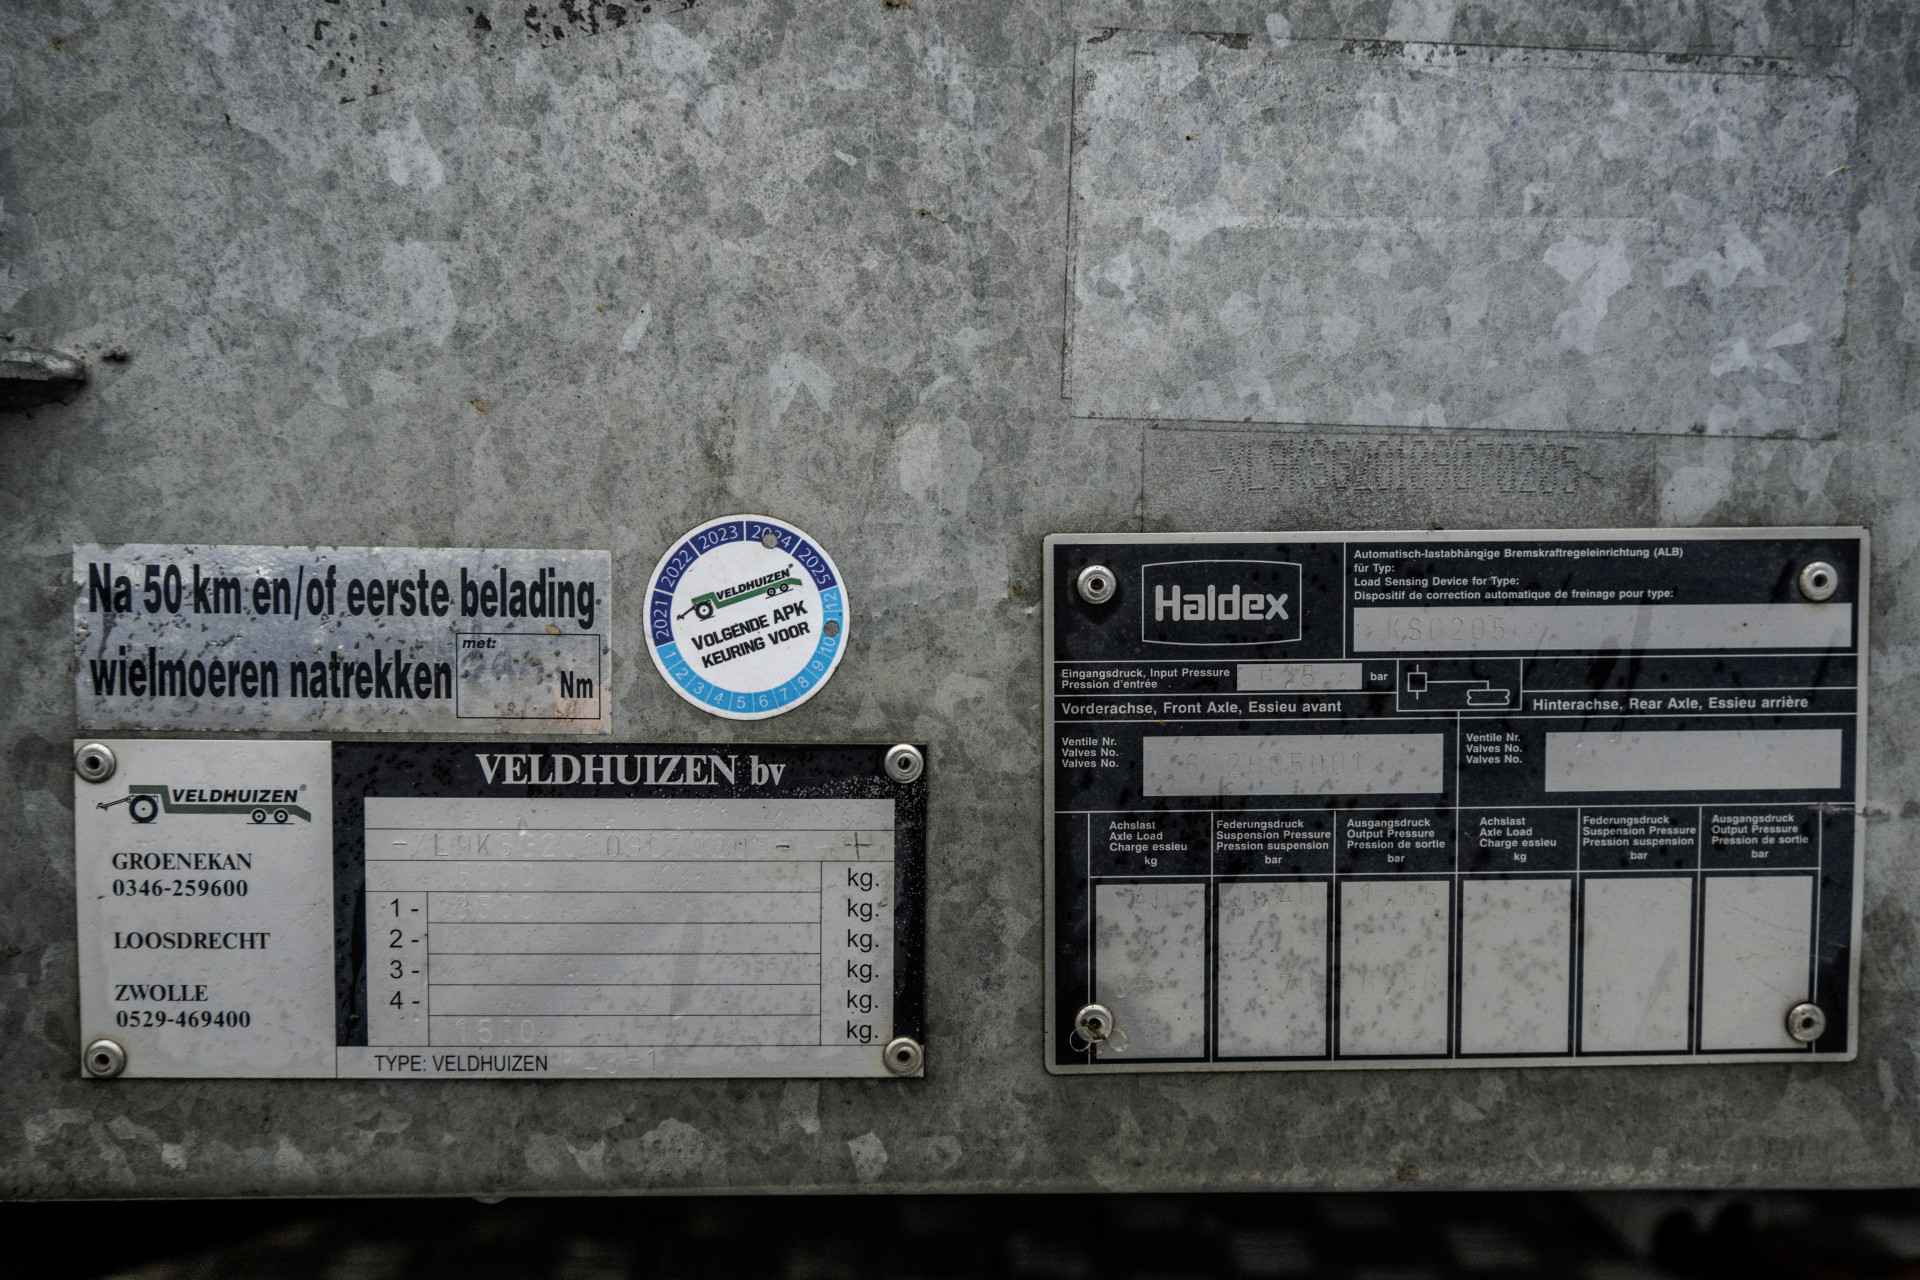 Na 50 km en/of eerste belading
wielmoeren natrekken
met:
Nm
2021 2022 2023 2024 2025
VELDHUIZEN®
VOLGENDE APK
KEURING VOOR
1 2 3 4 5 6 7 8 9 10 12
VELDHUIZEN®
GROENEKAN
0346-259600
LOOSDRECHT
ZWOLLE
0529-469400
VELDHUIZEN bv
kg.
1 - kg.
2 - kg.
3 - kg.
4 - kg.
kg.
TYPE: VELDHUIZEN
Haldex
Automatisch-lastabhängige Bremskraftregeleinrichtung (ALB)
für Typ:
Load Sensing Device for Type:
Dispositif de correction automatique de freinage pour type:
Eingangsdruck, Input Pressure
Pression d'entrée
bar
Vorderachse, Front Axle, Essieu avant
Hinterachse, Rear Axle, Essieu arrière
Ventile Nr.
Valves No.
Valves No.
Ventile Nr.
Valves No.
Valves No.
Achslast
Axle Load
Charge essieu
kg
Federungsdruck
Suspension Pressure
Pression suspension
bar
Ausgangsdruck
Output Pressure
Pression de sortie
bar
Achslast
Axle Load
Charge essieu
kg
Federungsdruck
Suspension Pressure
Pression suspension
bar
Ausgangsdruck
Output Pressure
Pression de sortie
bar